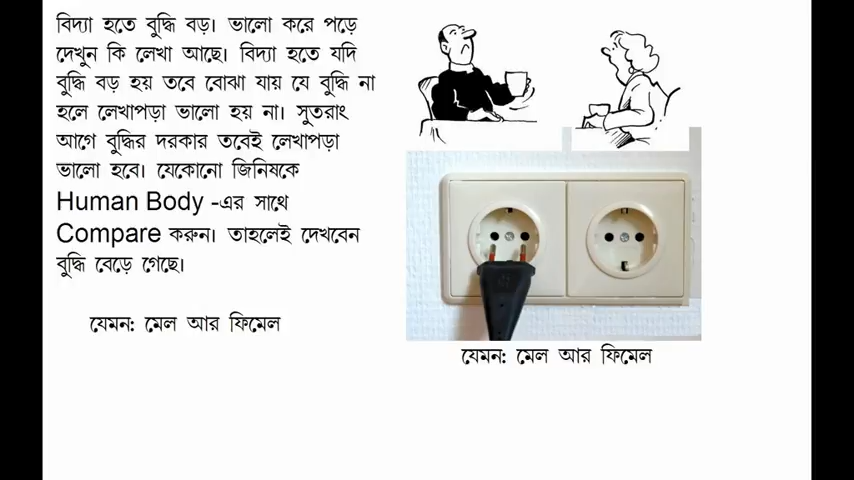 বিদ্যা হতে বুদ্ধি বড়। ভালো করে পড়ে
দেখুন কি লেখা আছে। বিদ্যা হতে যদি
বুদ্ধি বড় হয় তবে বোঝা যায় যে বুদ্ধি না
হলে লেখাপড়া ভালো হয় না। সুতরাং
আগে বুদ্ধির দরকার তবেই লেখাপড়া
ভালো হবে। যেকোনো জিনিষকে
Human Body -এর সাথে
Compare করুন। তাহলেই দেখবেন
বুদ্ধি বেড়ে গেছে।
যেমন: মেল আর ফিমেল
যেমন: মেল আর ফিমেল